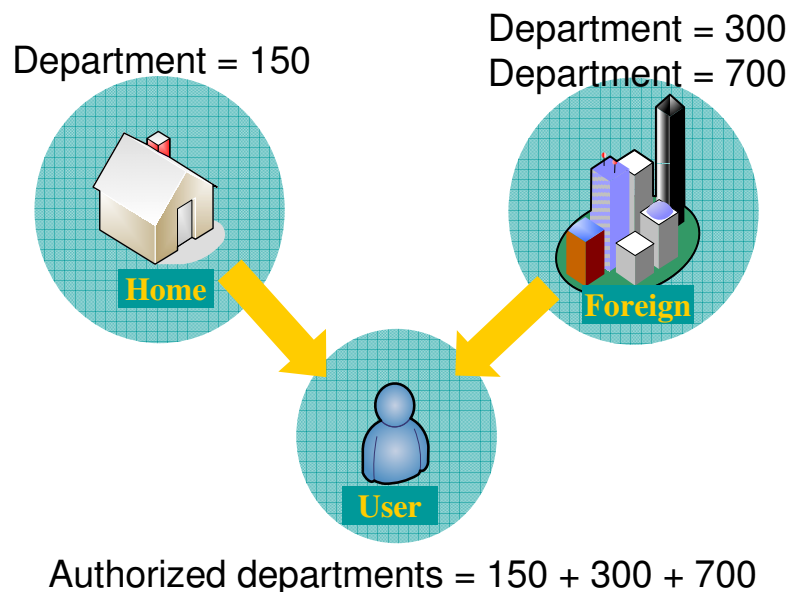 Department = 150
Department = 300
Department = 700
Home
Foreign
User
Authorized departments = 150 + 300 + 700